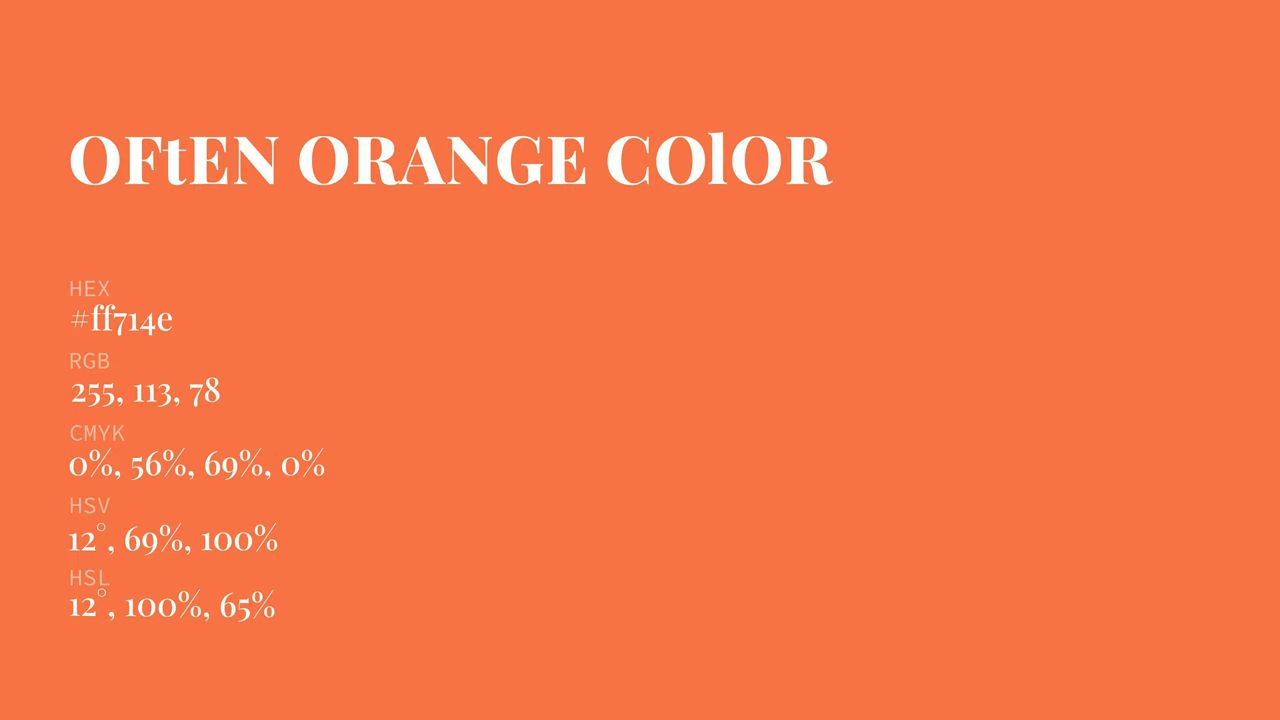 OFtEN ORANGE COlOR
HEX
#ff714e
RGB
255, 113, 78
CMYK
0%, 56%, 69%, 0%
HSV
12°, 69%, 100%
HSL
12°, 100%, 65%